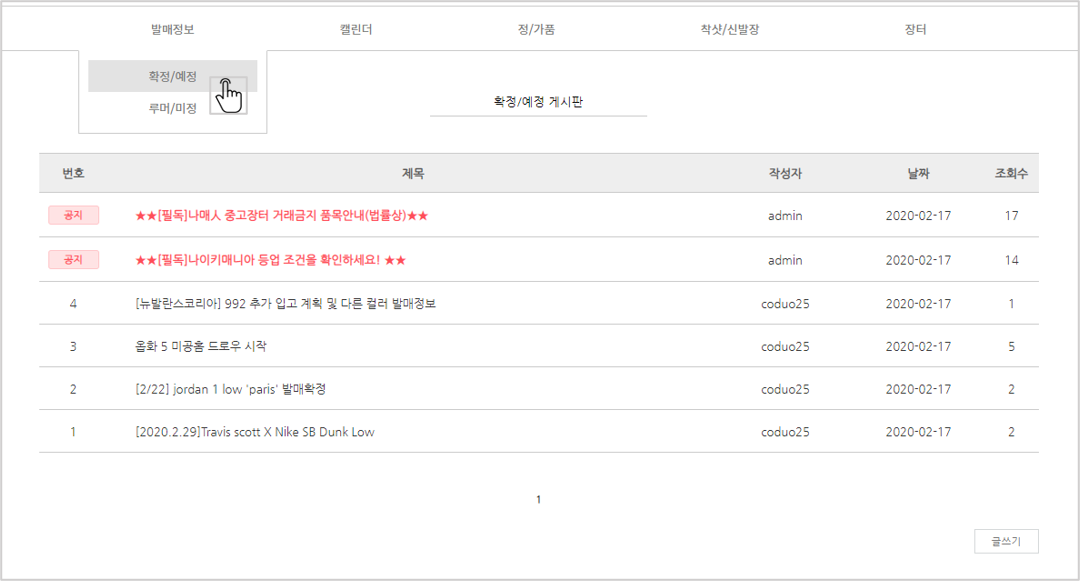 발매정보 캘린더 정/가품 착샷/신발장 장터
확정/예정
루머/미정
확정/예정 게시판
번호 제목 작성자 날짜 조회수
공지 ★★[필독]나매人 중고장터 거래금지 품목안내(법률상)★★ admin 2020-02-17 17
공지 ★★[필독]나이키매니아 등업 조건을 확인하세요! ★★ admin 2020-02-17 14
4 [뉴발란스코리아] 992 추가 입고 계획 및 다른 컬러 발매정보 coduo25 2020-02-17 1
3 옵화 5 미공홈 드로우 시작 coduo25 2020-02-17 5
2 [2/22] jordan 1 low 'paris' 발매확정 coduo25 2020-02-17 2
1 [2020.2.29]Travis scott X Nike SB Dunk Low coduo25 2020-02-17 2
1
글쓰기